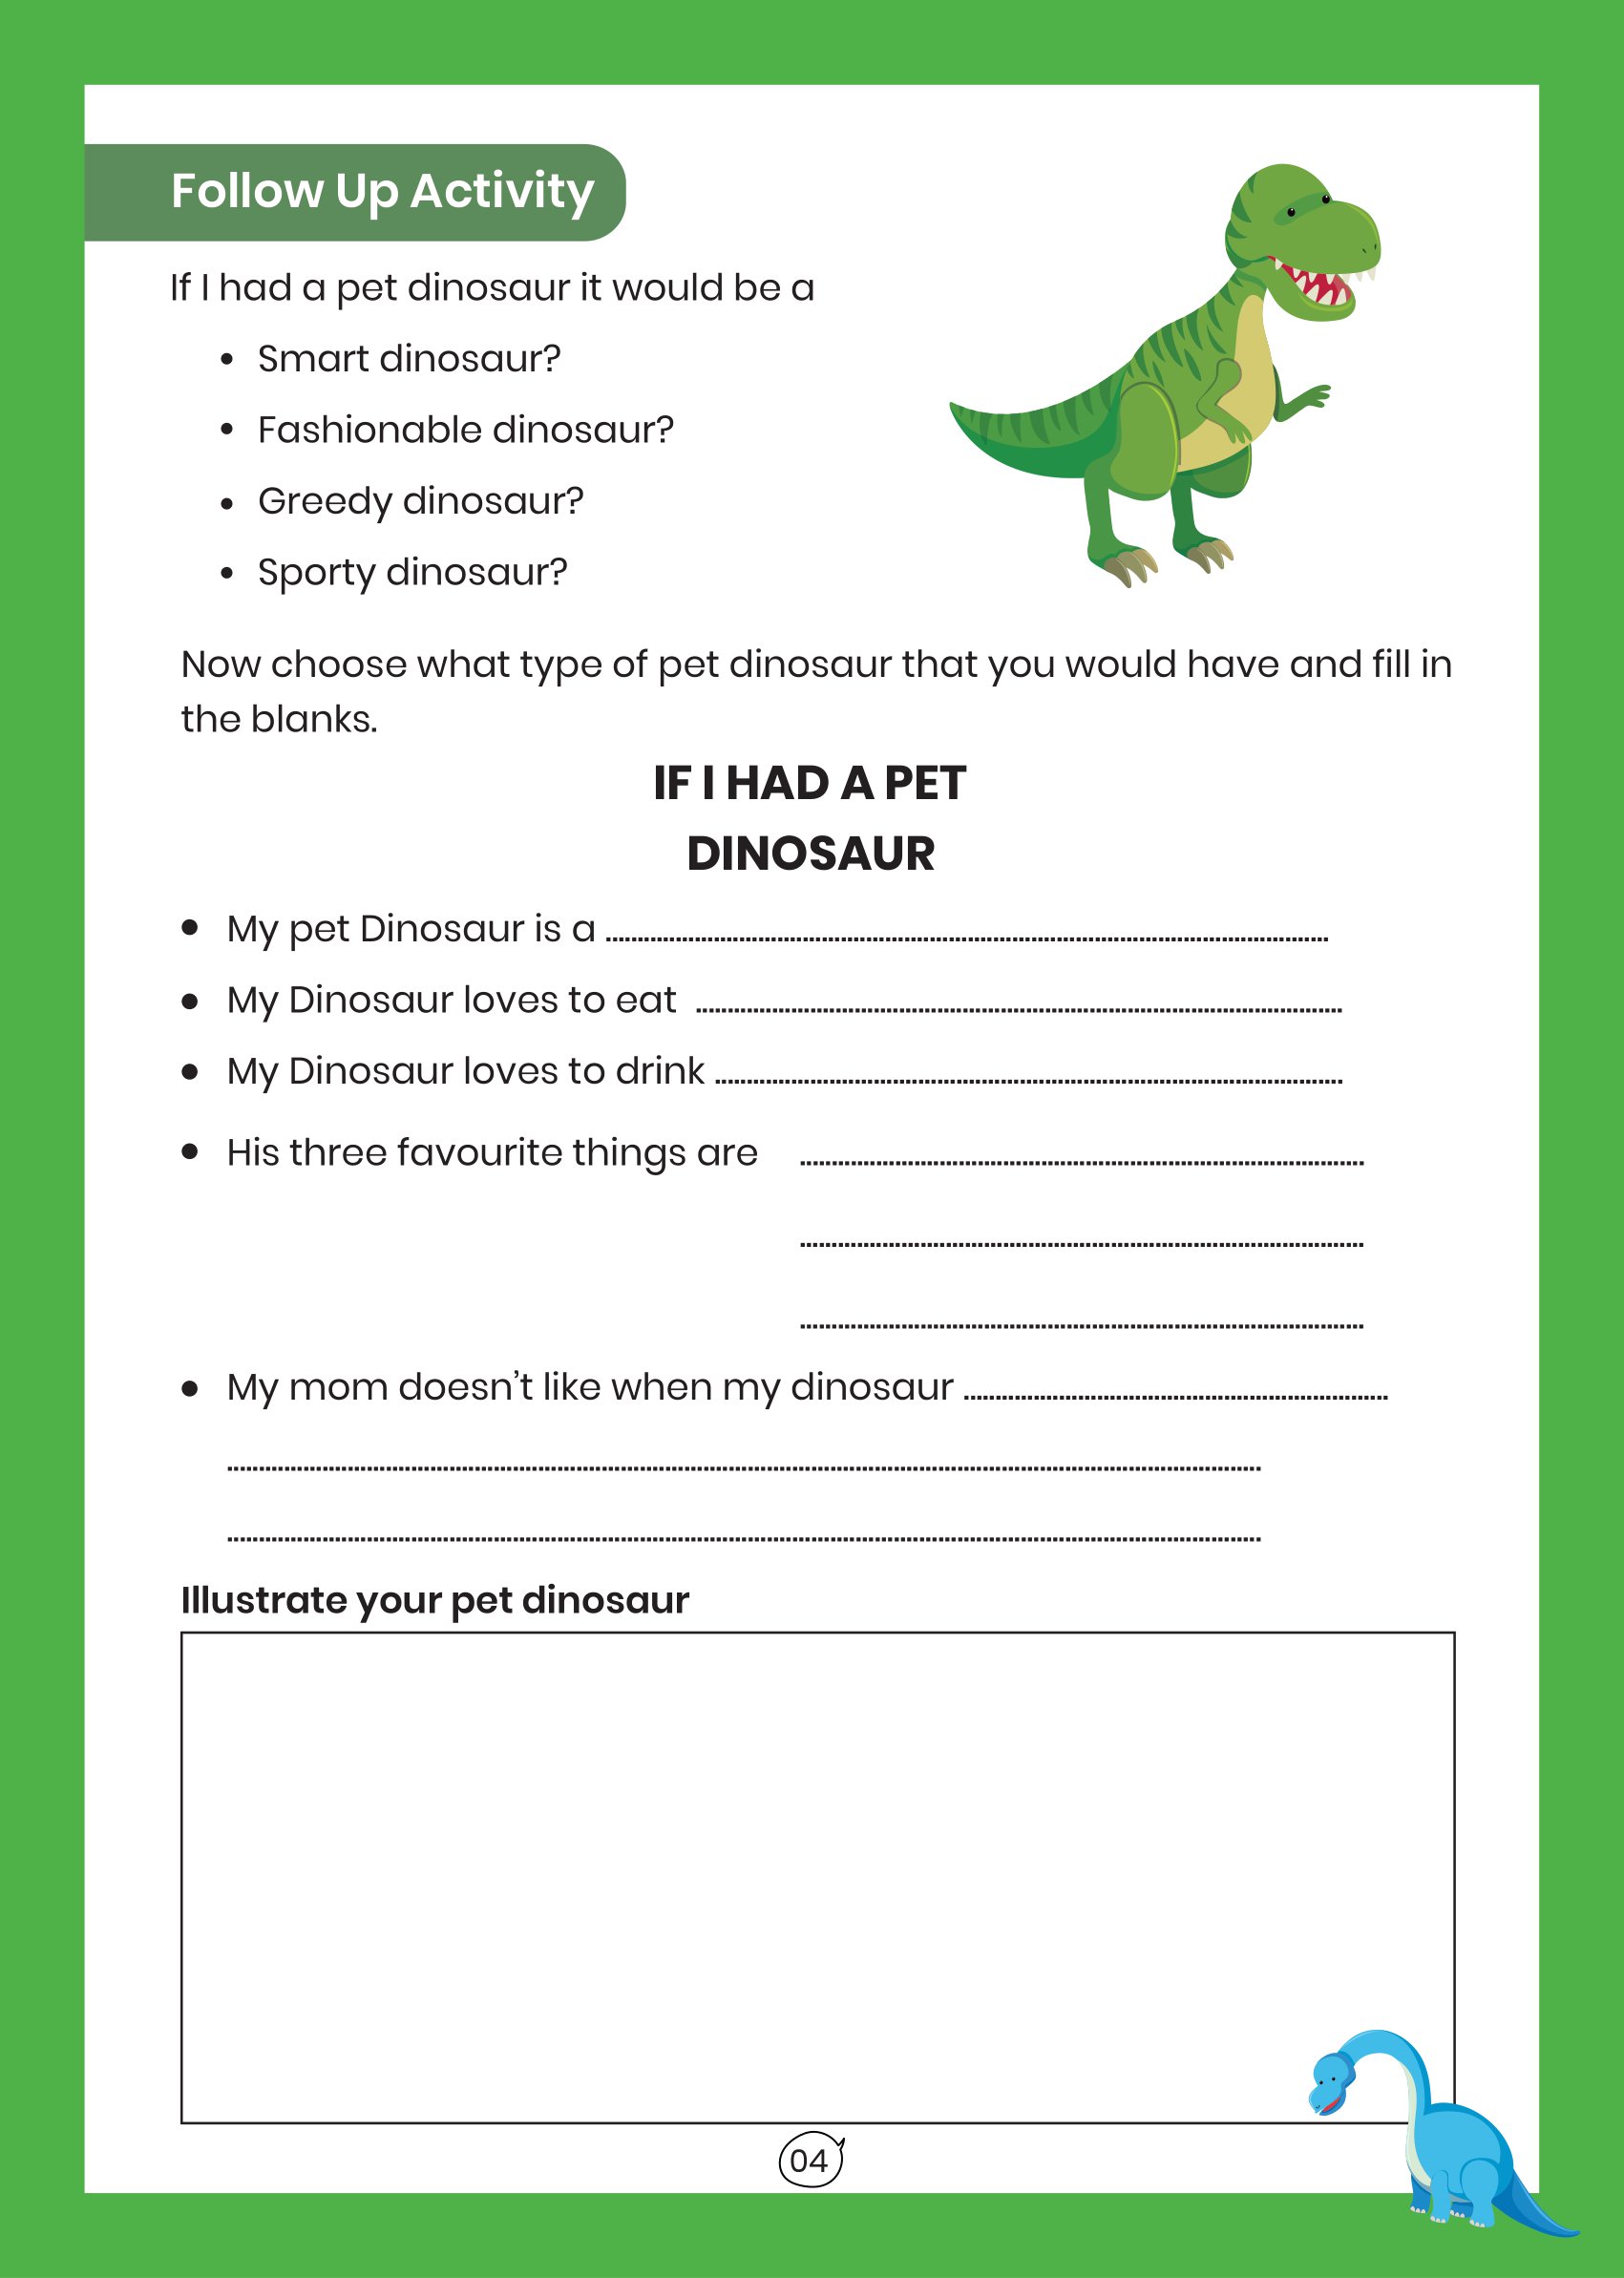 Follow Up Activity
If I had a pet dinosaur it would be a
• Smart dinosaur?
• Fashionable dinosaur?
• Greedy dinosaur?
• Sporty dinosaur?
Now choose what type of pet dinosaur that you would have and fill in
the blanks.
IF I HAD A PET
DINOSAUR
• My pet Dinosaur is a
• My Dinosaur loves to eat
• My Dinosaur loves to drink
• His three favourite things are
• My mom doesn’t like when my dinosaur
Illustrate your pet dinosaur
04